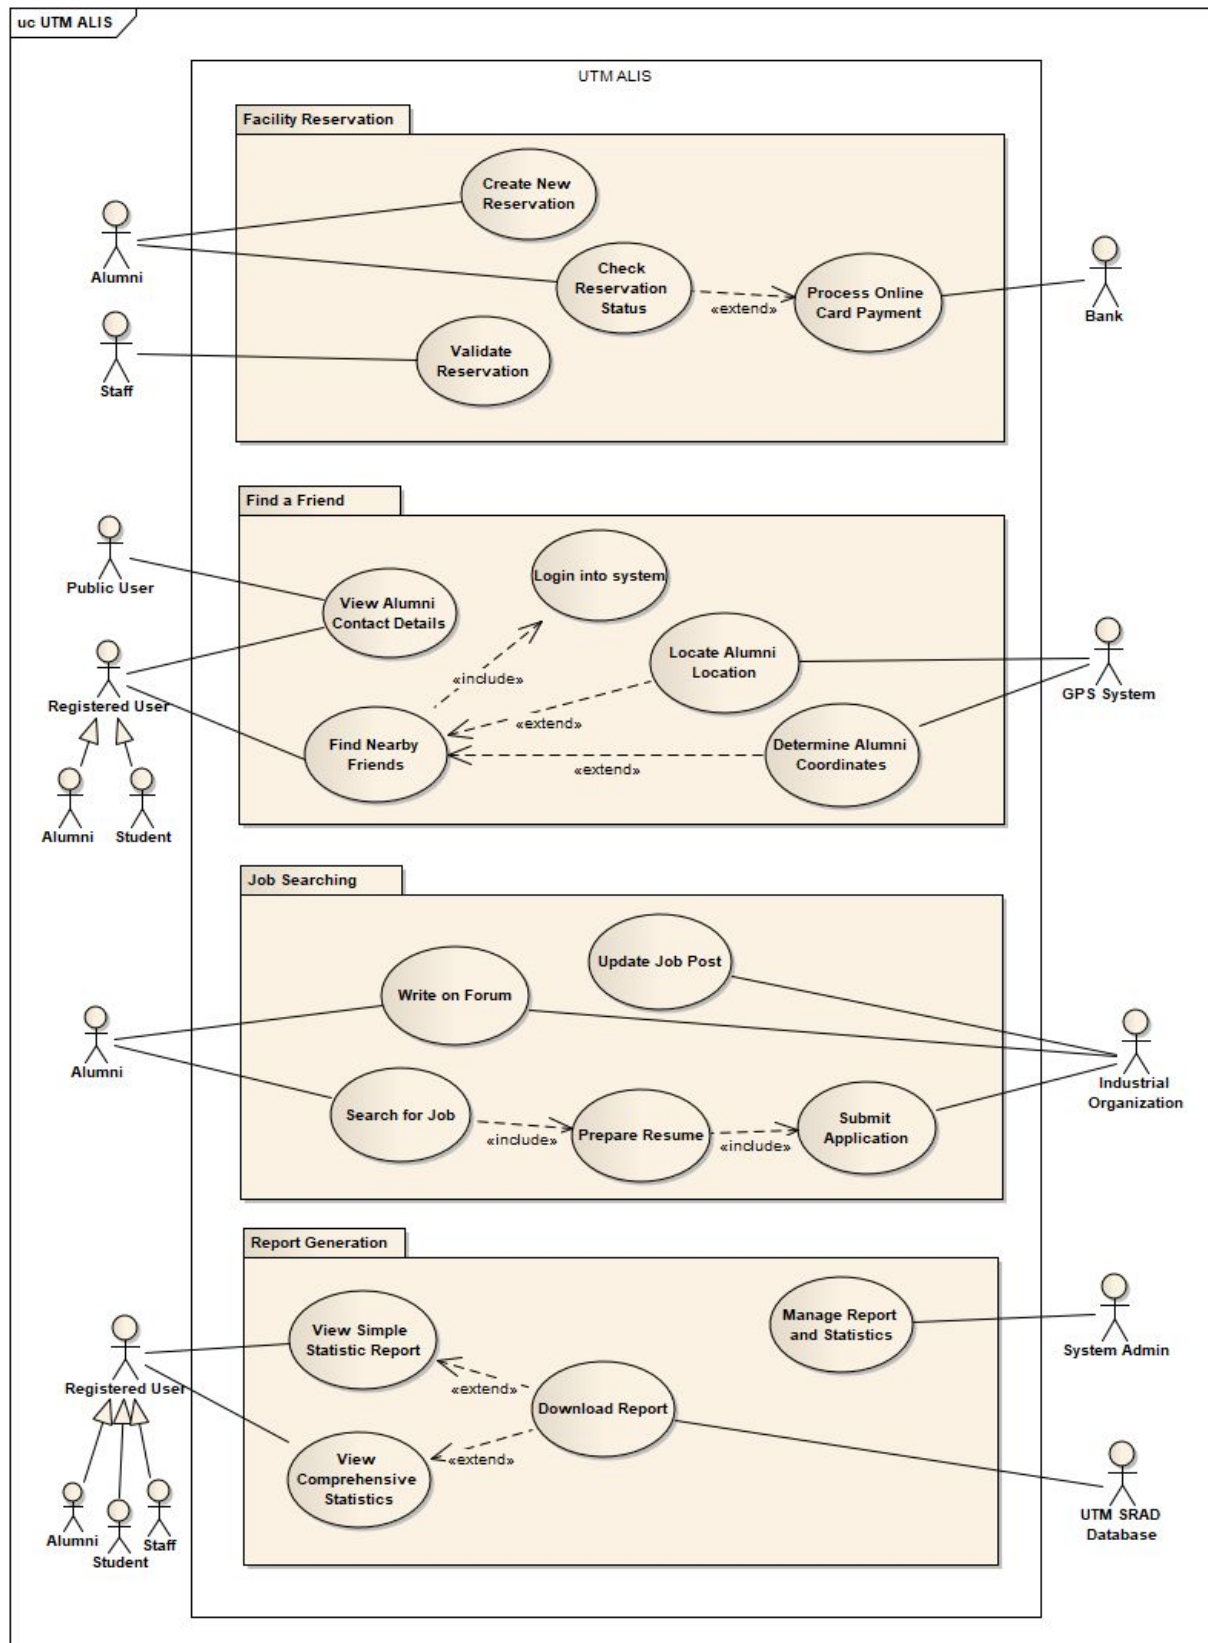 uc UTM ALIS
UTM ALIS
Facility Reservation
Create New
Reservation
Alumni
Check
Reservation
Status
«extend»
Process Online
Card Payment
Bank
Staff
Validate
Reservation
Find a Friend
Public User
Login into system
View Alumni
Contact Details
Registered User
«include»
Locate Alumni
Location
GPS System
«extend»
Find Nearby
Friends
«extend»
Determine Alumni
Coordinates
Alumni
Student
Job Searching
Update Job Post
Write on Forum
Alumni
Industrial
Organization
Search for Job
«include»
Prepare Resume
«include»
Submit
Application
Report Generation
View Simple
Statistic Report
Manage Report
and Statistics
System Admin
Registered User
«extend»
Download Report
«extend»
View
Comprehensive
Statistics
UTM SRAD
Database
Alumni
Student
Staff